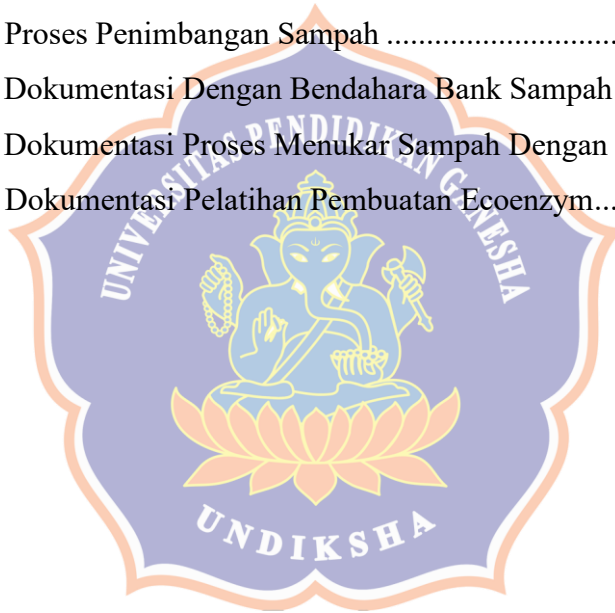 Proses Penimbangan Sampah .............................
Dokumentasi Dengan Bendahara Bank Sampah
Dokumentasi Proses Menukar Sampah Dengan
Dokumentasi Pelatihan Pembuatan Ecoenzym...
UNIVERSITAS PENDIDIKAN GANESHA
UNDIKSHA